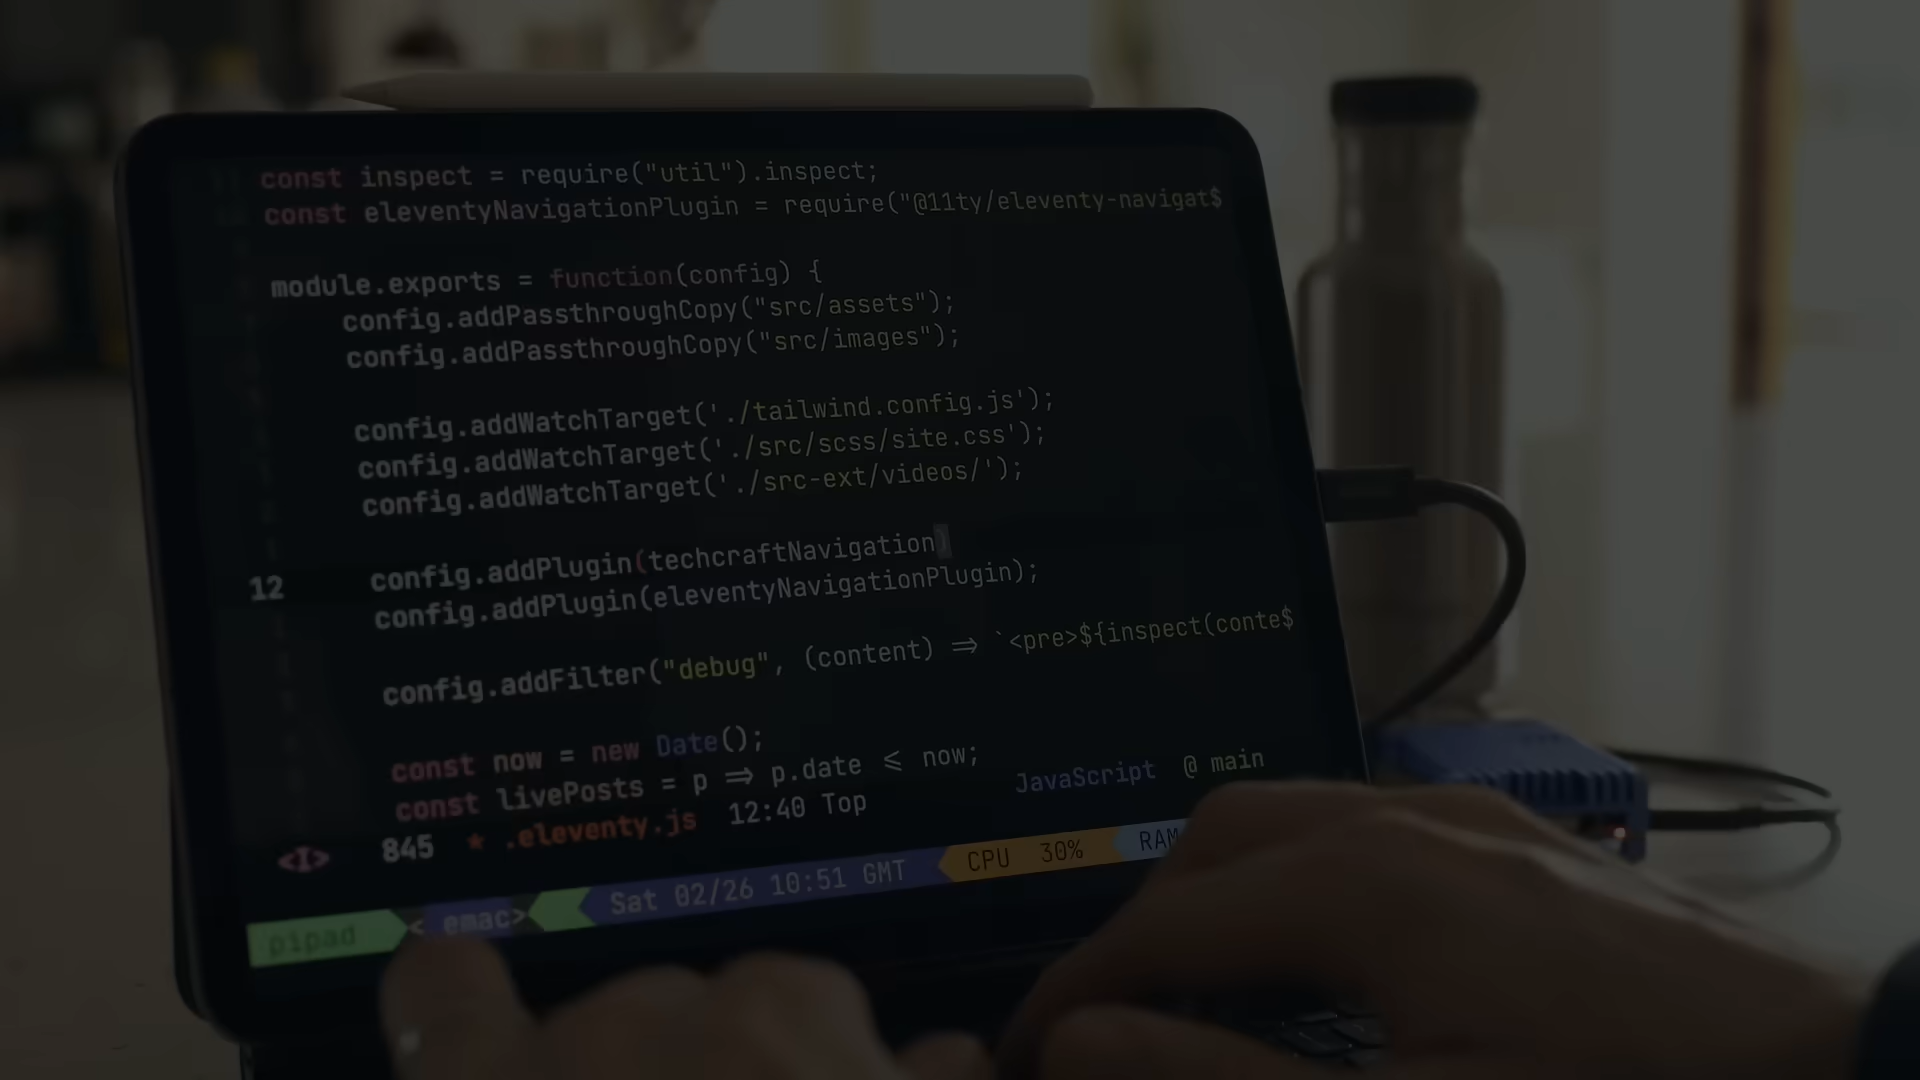 const inspect = require("util").inspect;
const eleventyNavigationPlugin = require("@11ty/eleventy-navigat$
module.exports = function(config) {
config.addPassthroughCopy("src/assets");
config.addPassthroughCopy("src/images");
config.addWatchTarget('./tailwind.config.js');
config.addWatchTarget('./src/scss/site.css');
config.addWatchTarget('./src-ext/videos/');
12 config.addPlugin(techcraftNavigation)
config.addPlugin(eleventyNavigationPlugin);
config.addFilter("debug", (content) => `<pre>${inspect(conte$
const now = new Date();
const livePosts = p => p.date <= now;
<I> 845 * .eleventy.js 12:40 Top JavaScript @ main
pipad < emac> Sat 02/26 10:51 GMT CPU 30% RAM